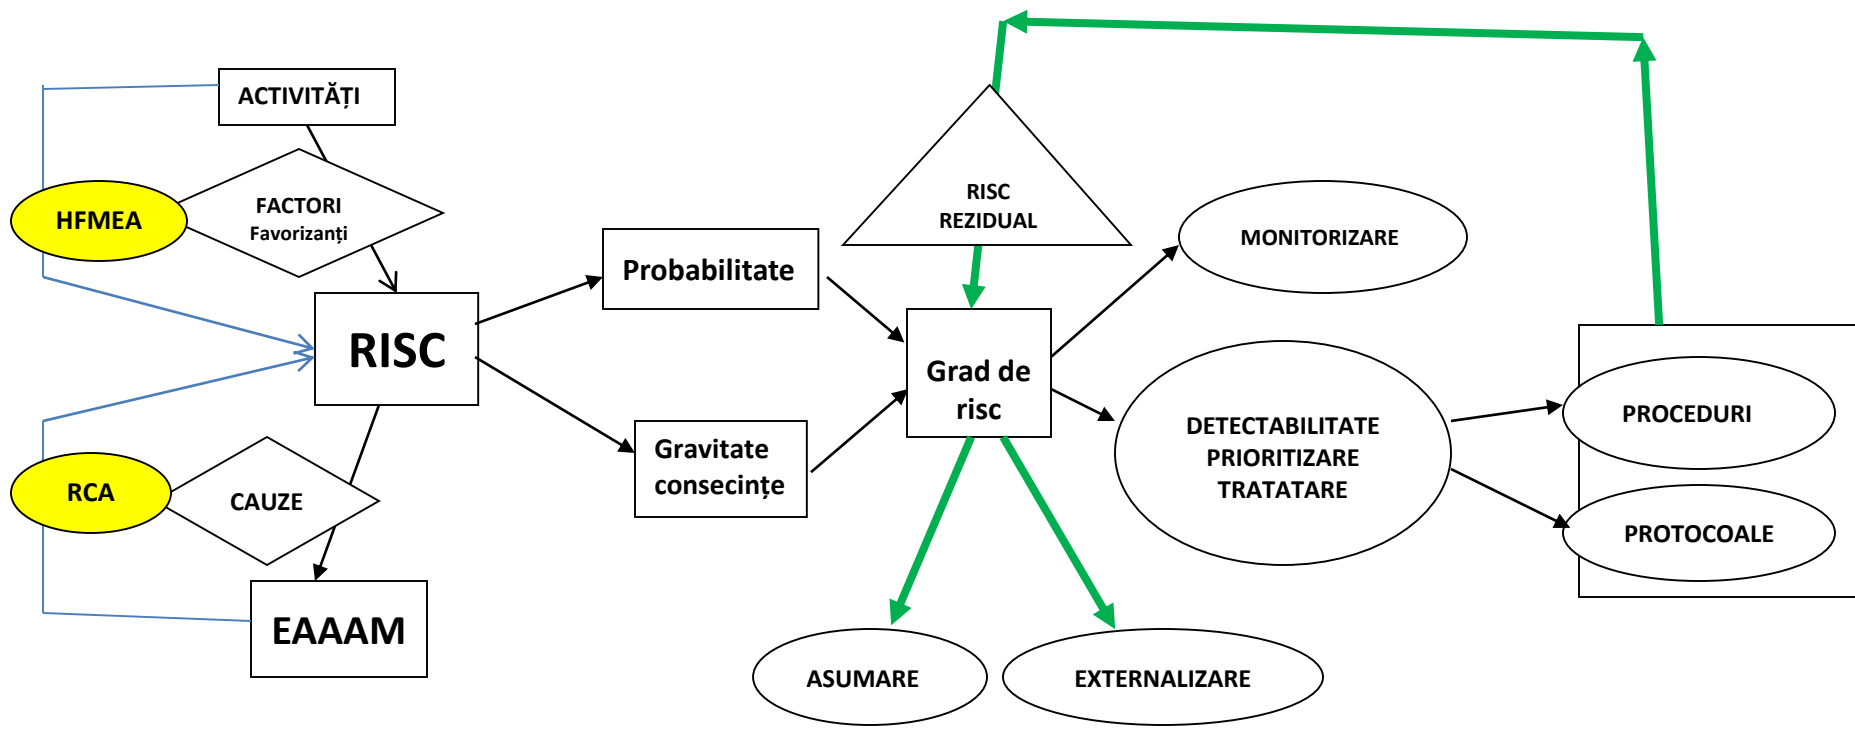 ACTIVITĂȚI
HFMEA
FACTORI
Favorizanți
RISC
RCA
CAUZE
EAAAM
Probabilitate
Gravitate
consecințe
RISC
REZIDUAL
Grad de
risc
MONITORIZARE
DETECTABILITATE
PRIORITIZARE
TRATATARE
PROCEDURI
PROTOCOALE
ASUMARE
EXTERNALIZARE